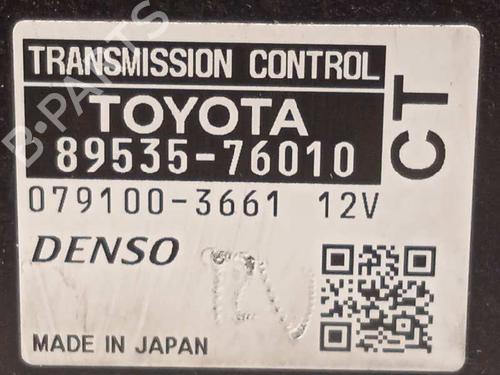 TRANSMISSION CONTROL
TOYOTA
89535-76010
CT
079100-3661 12V
DENSO
MADE IN JAPAN
B-PARTS